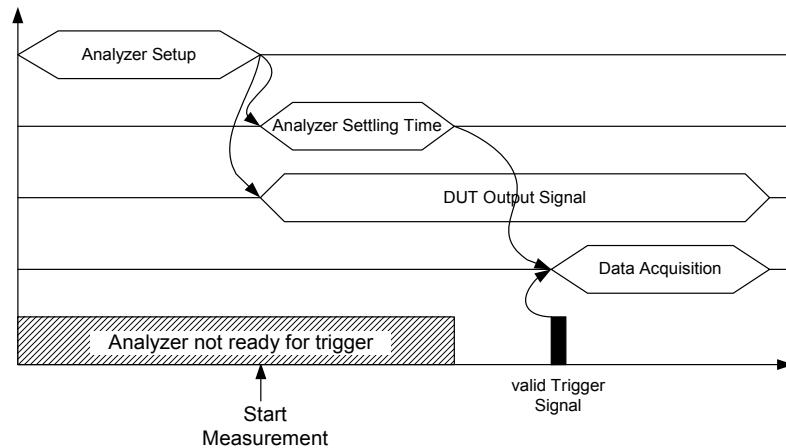 Analyzer Setup
Analyzer Settling Time
DUT Output Signal
Data Acquisition
Analyzer not ready for trigger
valid Trigger
Signal
Start
Measurement